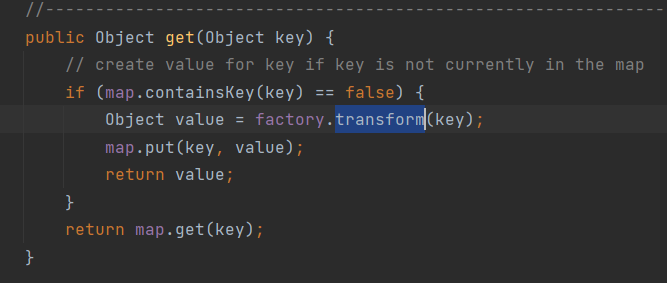 //--------------------------------------------------------------
public Object get(Object key) {
    // create value for key if key is not currently in the map
    if (map.containsKey(key) == false) {
        Object value = factory.transform(key);
        map.put(key, value);
        return value;
    }
    return map.get(key);
}